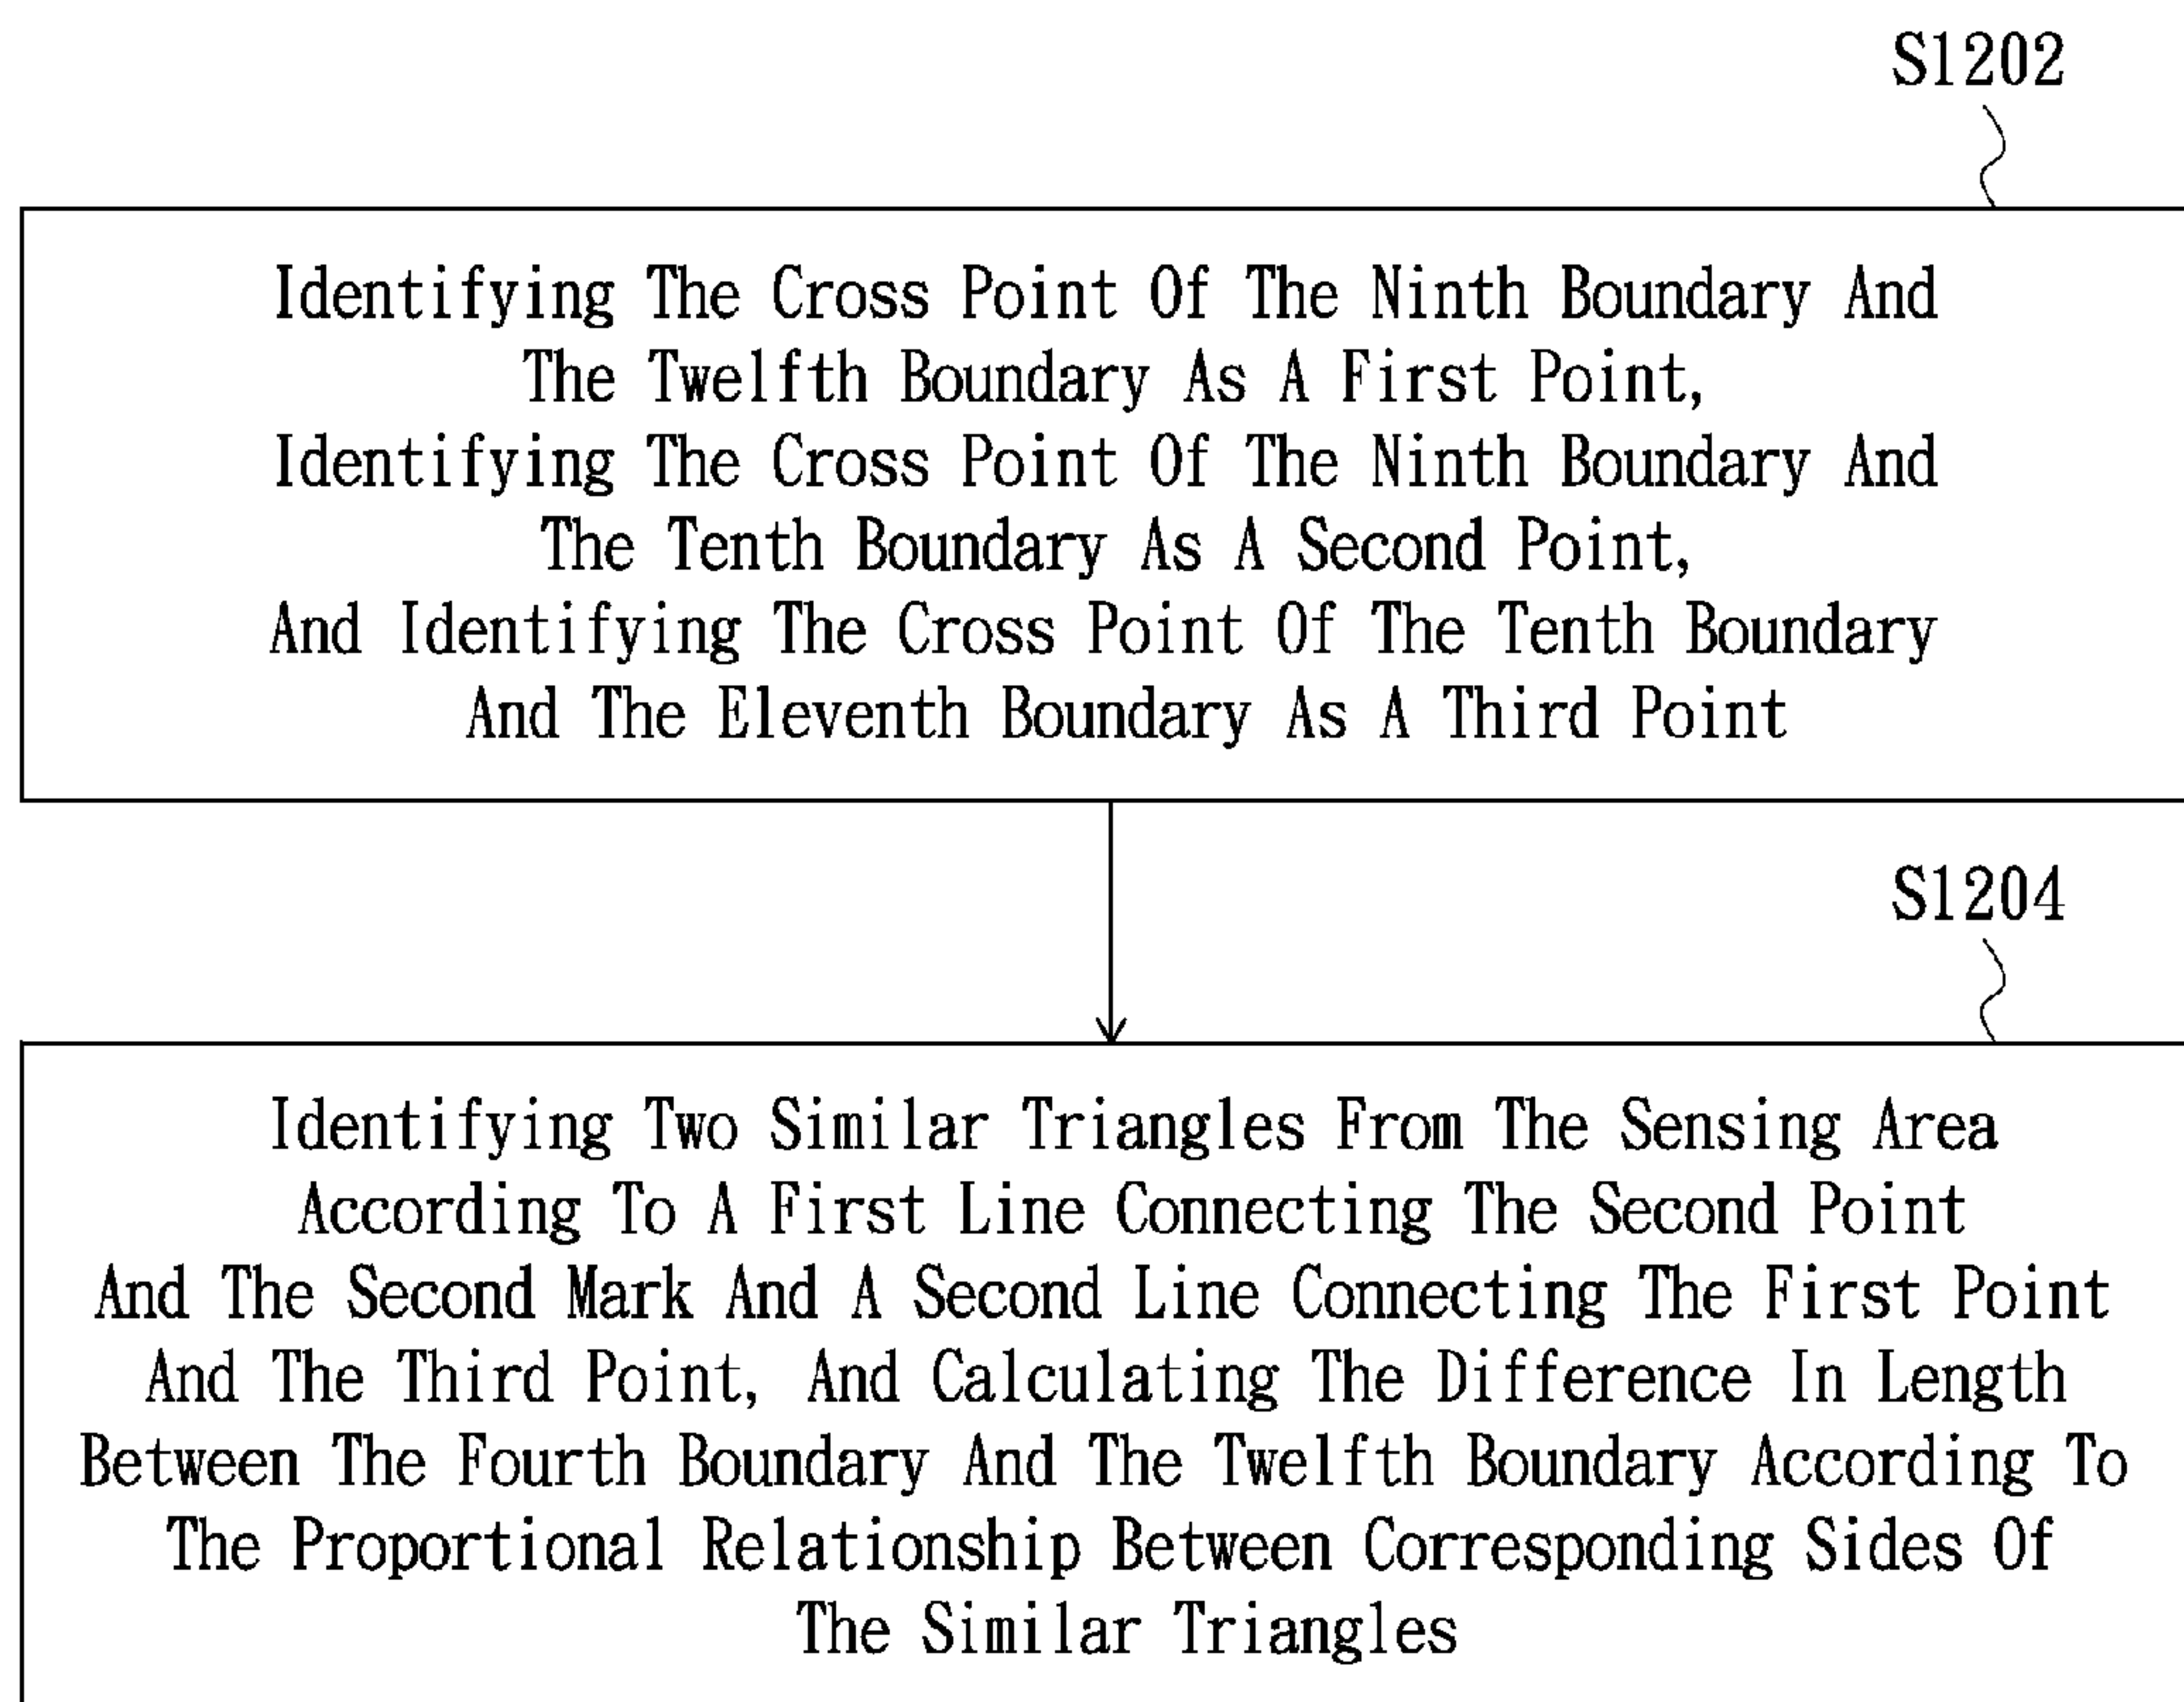 S1202
Identifying The Cross Point Of The Ninth Boundary And
The Twelfth Boundary As A First Point,
Identifying The Cross Point Of The Ninth Boundary And
The Tenth Boundary As A Second Point,
And Identifying The Cross Point Of The Tenth Boundary
And The Eleventh Boundary As A Third Point
S1204
Identifying Two Similar Triangles From The Sensing Area
According To A First Line Connecting The Second Point
And The Second Mark And A Second Line Connecting The First Point
And The Third Point, And Calculating The Difference In Length
Between The Fourth Boundary And The Twelfth Boundary According To
The Proportional Relationship Between Corresponding Sides Of
The Similar Triangles